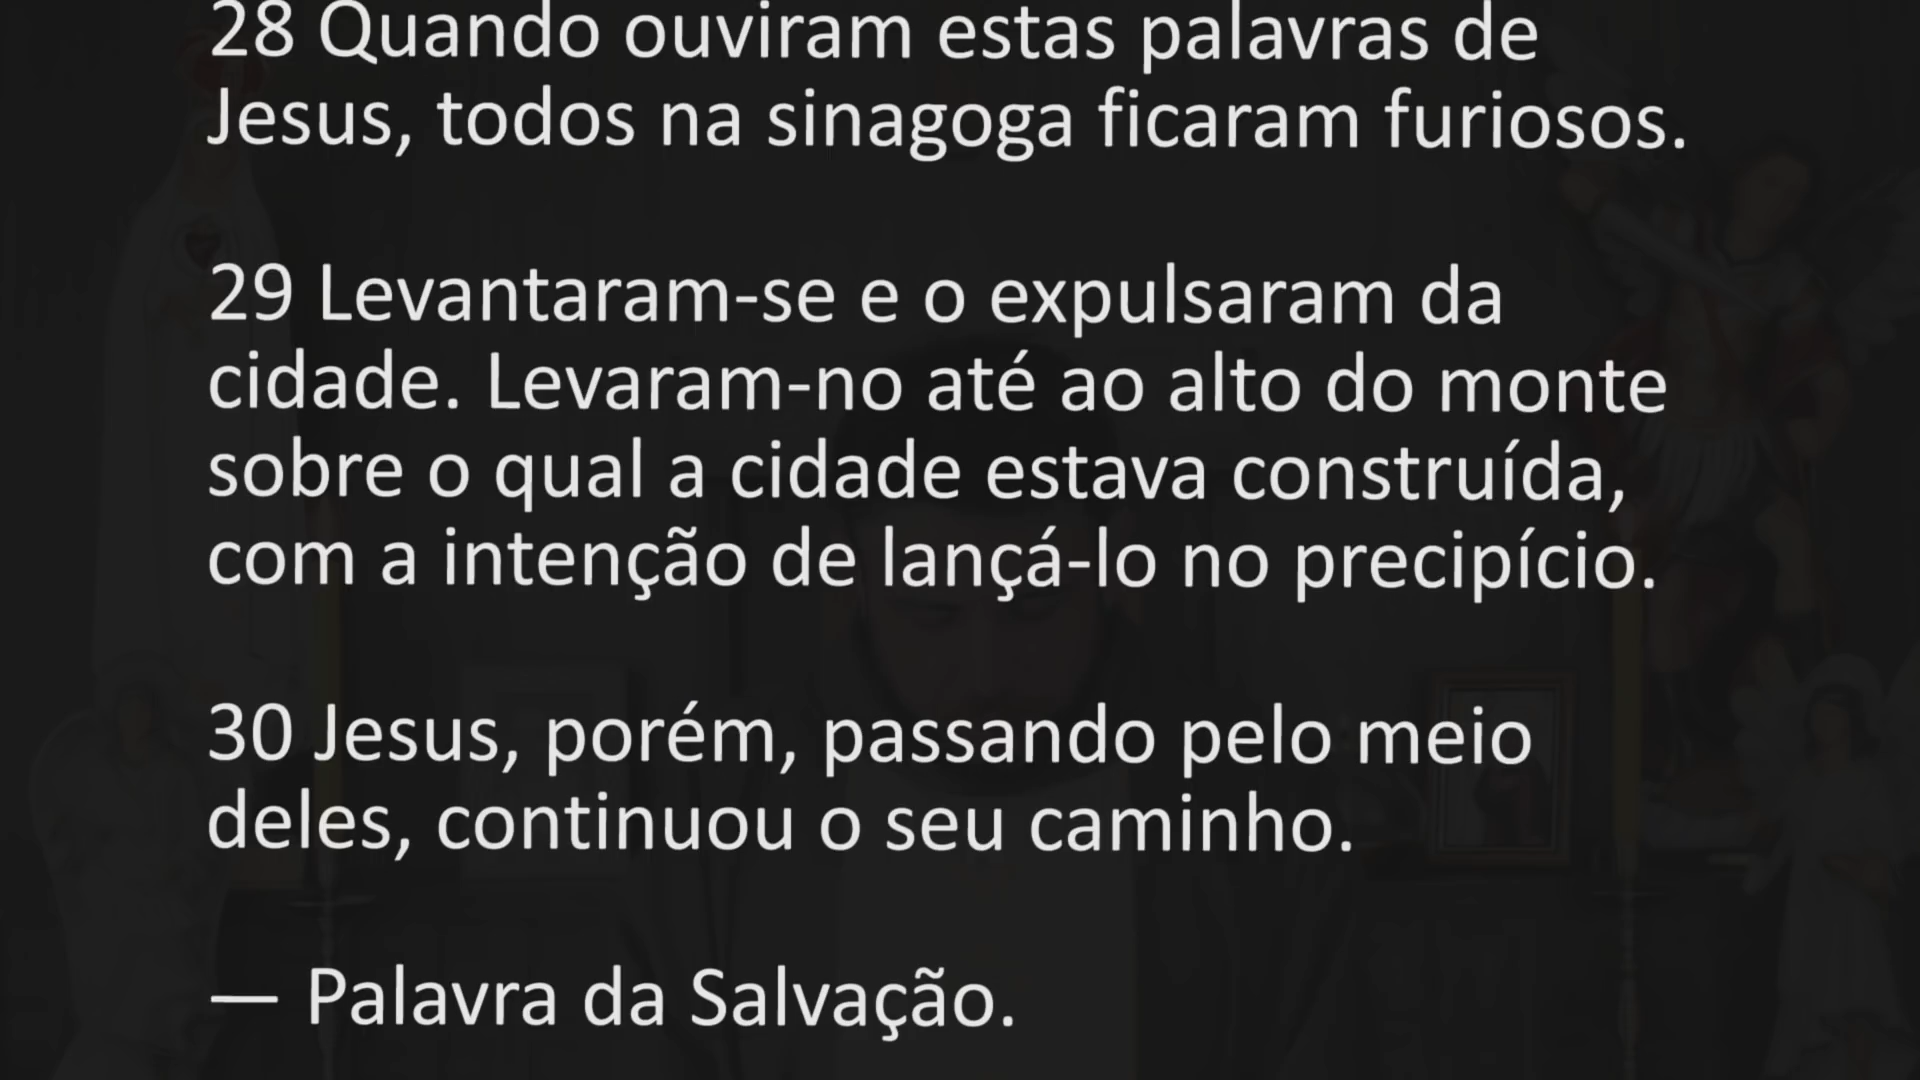 28 Quando ouviram estas palavras de
Jesus, todos na sinagoga ficaram furiosos.
29 Levantaram-se e o expulsaram da
cidade. Levaram-no até ao alto do monte
sobre o qual a cidade estava construída,
com a intenção de lançá-lo no precipício.
30 Jesus, porém, passando pelo meio
deles, continuou o seu caminho.
— Palavra da Salvação.